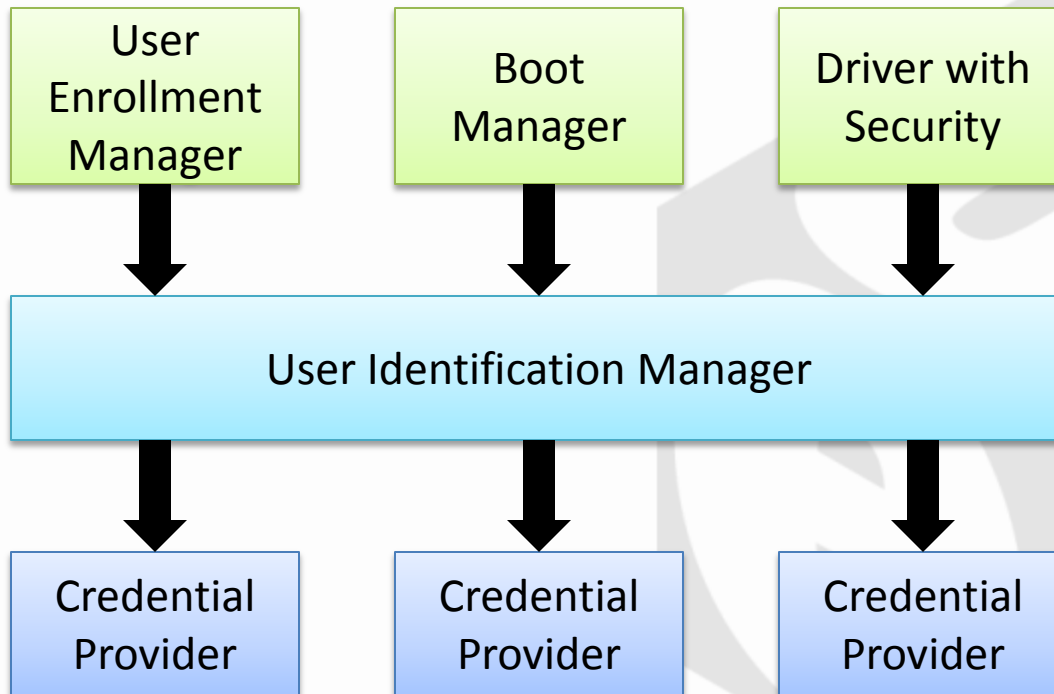 User
Enrollment
Manager
Boot
Manager
Driver with
Security
User Identification Manager
Credential
Provider
Credential
Provider
Credential
Provider